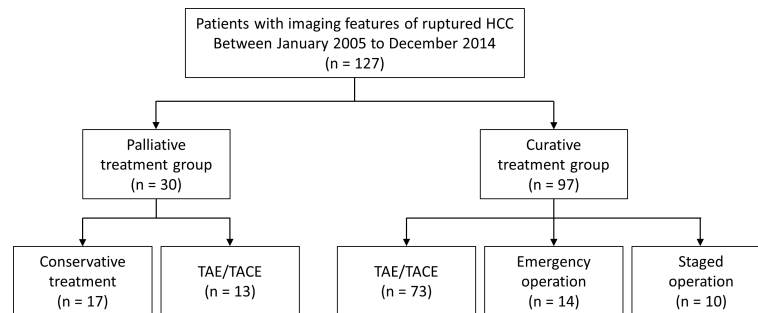 Patients with imaging features of ruptured HCC
Between January 2005 to December 2014
(n = 127)
Palliative
treatment group
(n = 30)
Curative
treatment group
(n = 97)
Conservative
treatment
(n = 17)
TAE/TACE
(n = 13)
TAE/TACE
(n = 73)
Emergency
operation
(n = 14)
Staged
operation
(n = 10)